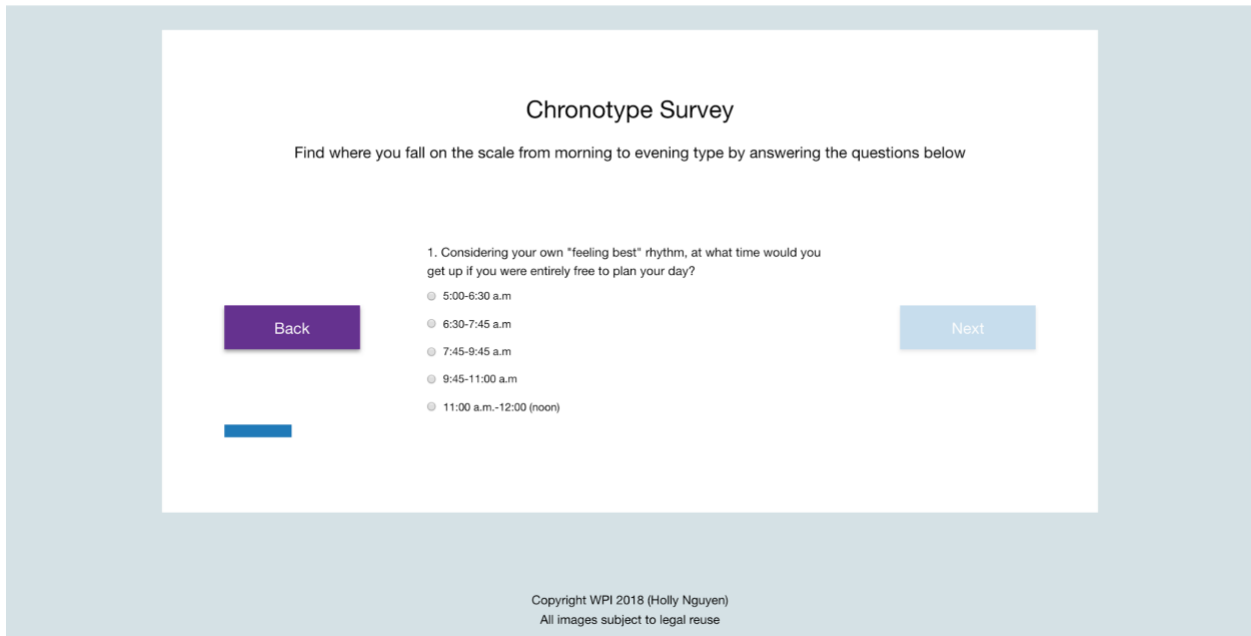 Chronotype Survey
Find where you fall on the scale from morning to evening type by answering the questions below
1. Considering your own "feeling best" rhythm, at what time would you
get up if you were entirely free to plan your day?
5:00-6:30 a.m
6:30-7:45 a.m
7:45-9:45 a.m
9:45-11:00 a.m
11:00 a.m.-12:00 (noon)
Back
Next
Copyright WPI 2018 (Holly Nguyen)
All images subject to legal reuse